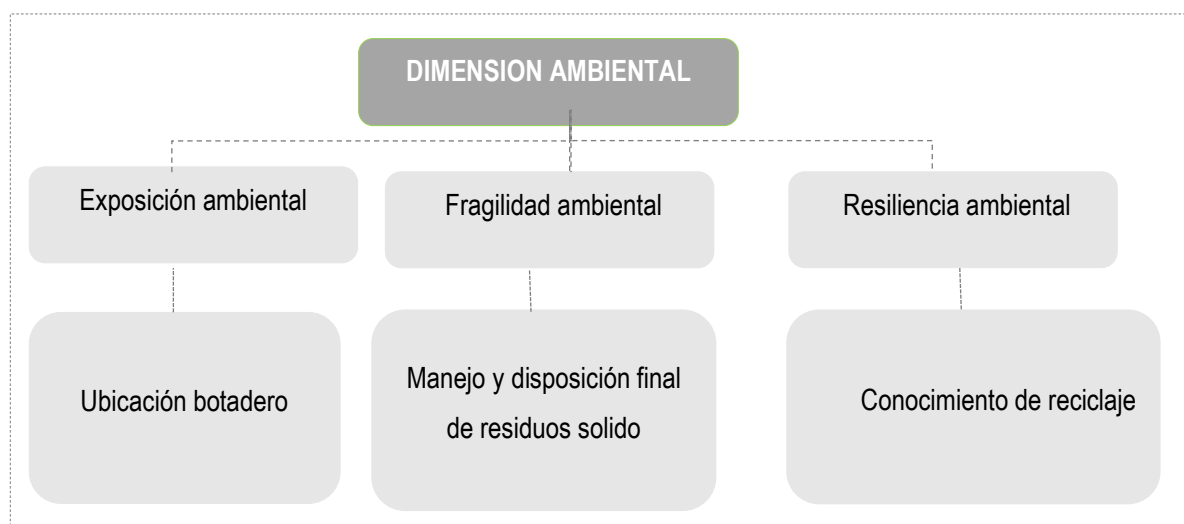 DIMENSION AMBIENTAL
Exposición ambiental
Fragilidad ambiental
Resiliencia ambiental
Ubicación botadero
Manejo y disposición final
de residuos solido
Conocimiento de reciclaje